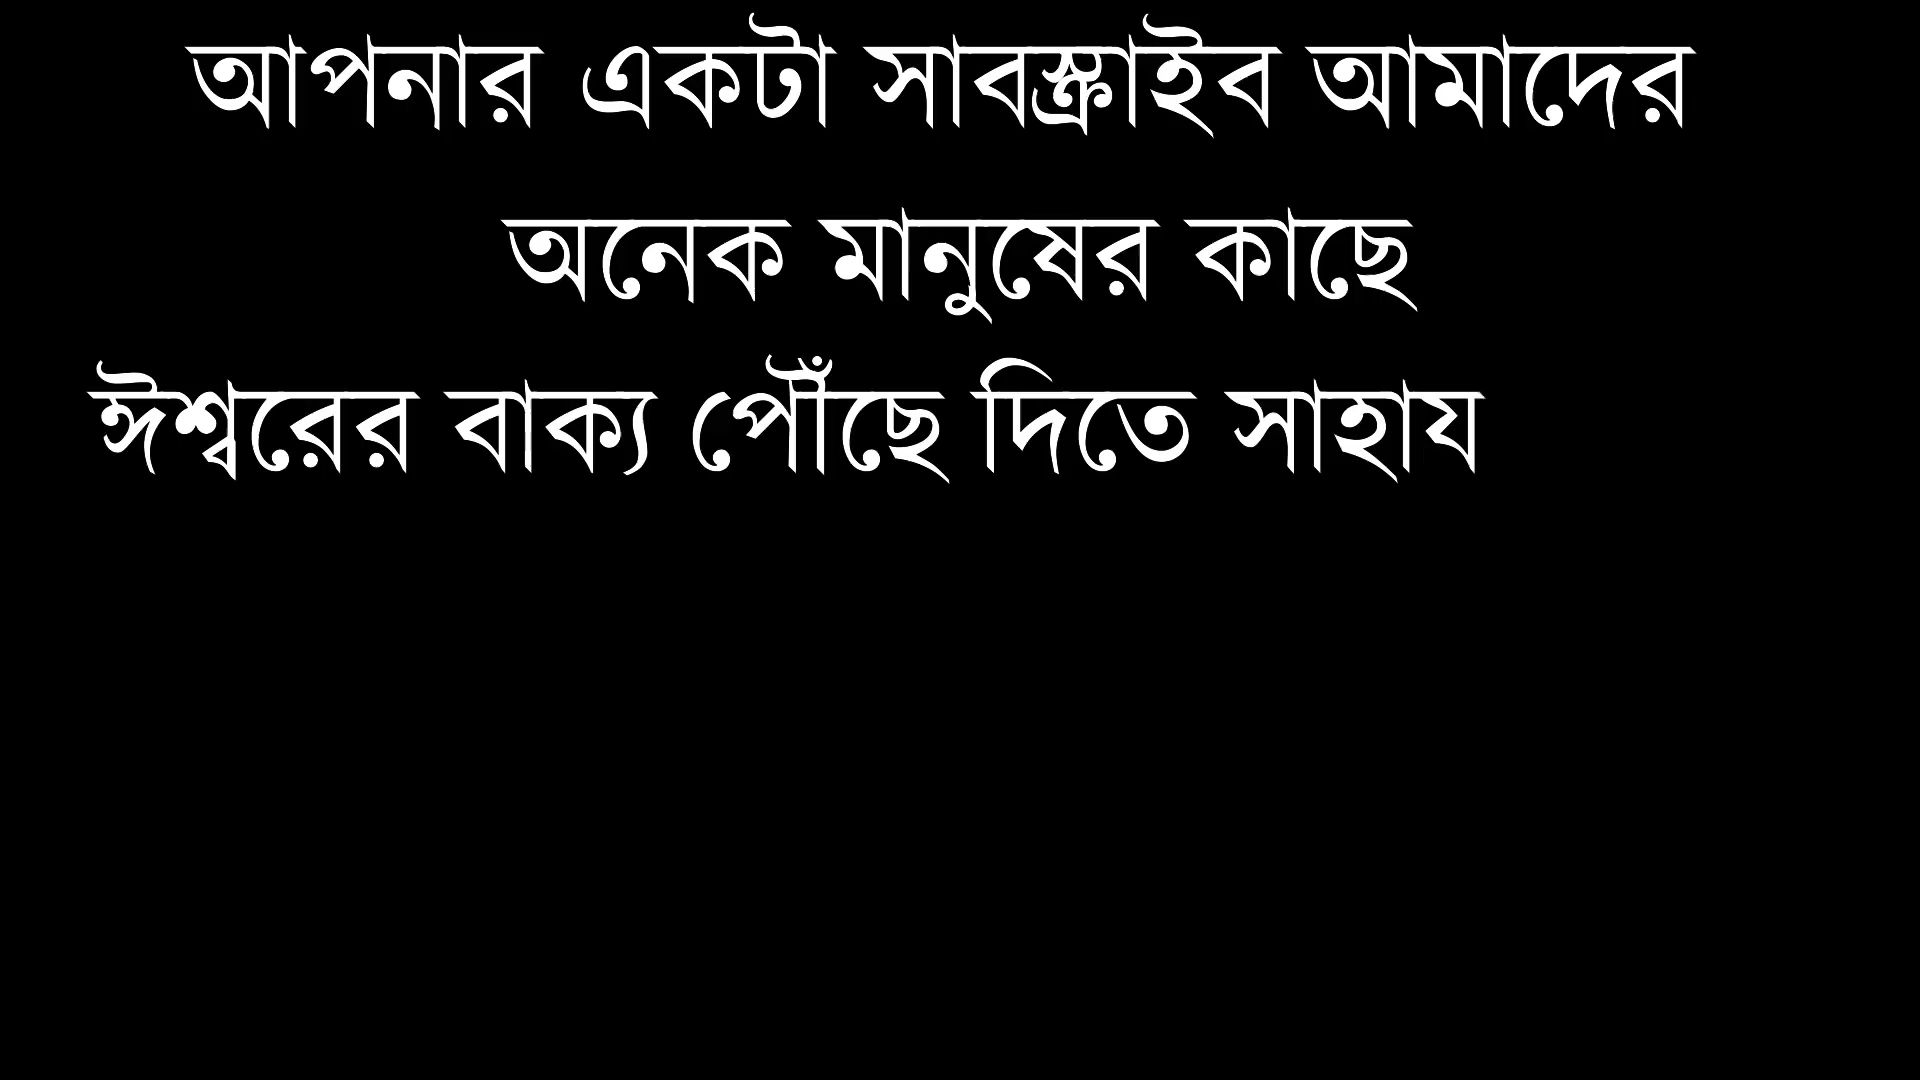 আপনার একটা সাবস্ক্রাইব আমাদের
অনেক মানুষের কাছে
ঈশ্বরের বাক্য পৌঁছে দিতে সাহায